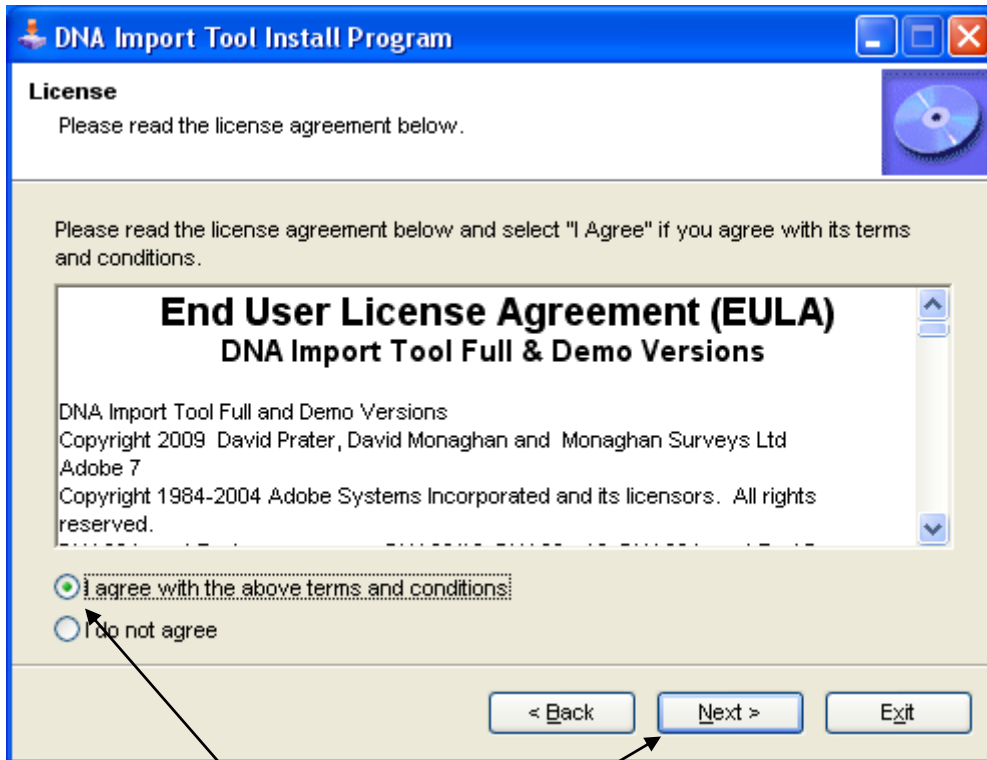 DNA Import Tool Install Program
License
Please read the license agreement below.
Please read the license agreement below and select "I Agree" if you agree with its terms
and conditions.
End User License Agreement (EULA)
DNA Import Tool Full & Demo Versions
DNA Import Tool Full and Demo Versions
Copyright 2009 David Prater, David Monaghan and Monaghan Surveys Ltd
Adobe 7
Copyright 1984-2004 Adobe Systems Incorporated and its licensors. All rights
reserved.
I agree with the above terms and conditions
I do not agree
< Back
Next >
Exit